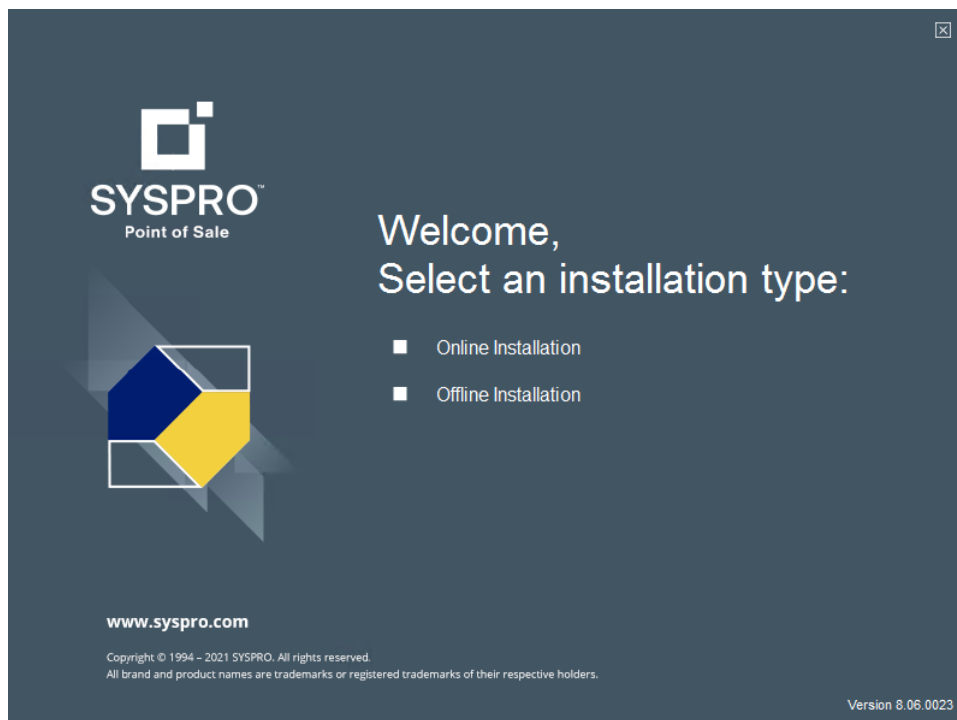 SYSPRO™
Point of Sale
Welcome,
Select an installation type:
Online Installation
Offline Installation
www.syspro.com
Copyright © 1994 – 2021 SYSPRO. All rights reserved.
All brand and product names are trademarks or registered trademarks of their respective holders.
Version 8.06.0023